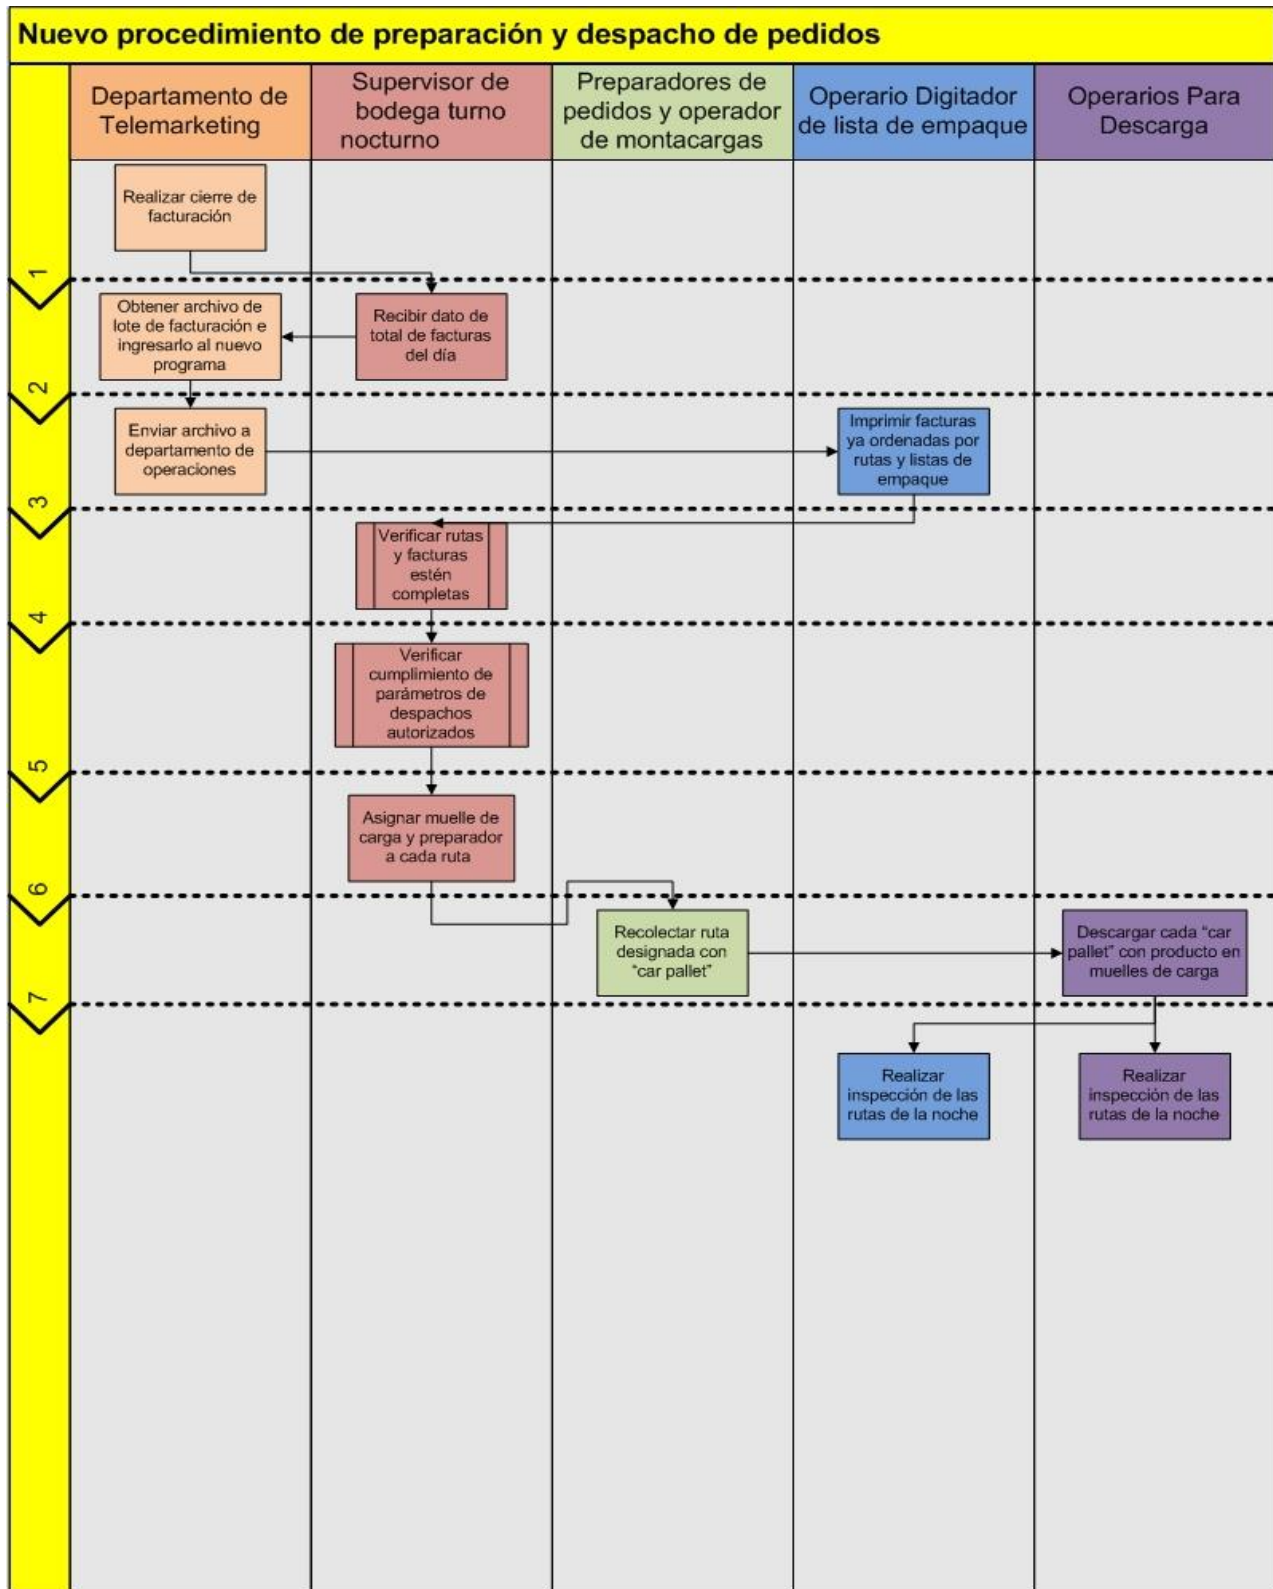 Nuevo procedimiento de preparación y despacho de pedidos
Departamento de
Telemarketing
Supervisor de
bodega turno
nocturno
Preparadores de
pedidos y operador
de montacargas
Operario Digitador
de lista de empaque
Operarios Para
Descarga
Realizar cierre de
facturación
1
Obtener archivo de
lote de facturación e
ingresarlo al nuevo
programa
Recibir dato de
total de facturas
del día
2
Enviar archivo a
departamento de
operaciones
Imprimir facturas
ya ordenadas por
rutas y listas de
empaque
3
Verificar rutas
y facturas
estén
completas
4
Verificar
cumplimiento de
parámetros de
despachos
autorizados
5
Asignar muelle de
carga y preparador
a cada ruta
6
Recolectar ruta
designada con
"car pallet"
Descargar cada “car
pallet” con producto en
muelles de carga
7
Realizar
inspección de las
rutas de la noche
Realizar
inspección de las
rutas de la noche